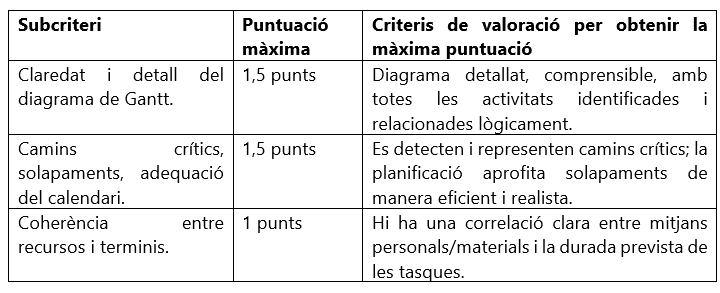 Subcriteri
Puntuació
màxima
Criteris de valoració per obtenir la
màxima puntuació
Claredat i detall del
diagrama de Gantt.
1,5 punts
Diagrama detallat, comprensible, amb
totes les activitats identificades i
relacionades lògicament.
Camins crítics,
solapaments, adequació
del calendari.
1,5 punts
Es detecten i representen camins crítics; la
planificació aprofita solapaments de
manera eficient i realista.
Coherència entre
recursos i terminis.
1 punts
Hi ha una correlació clara entre mitjans
personals/materials i la durada prevista de
les tasques.